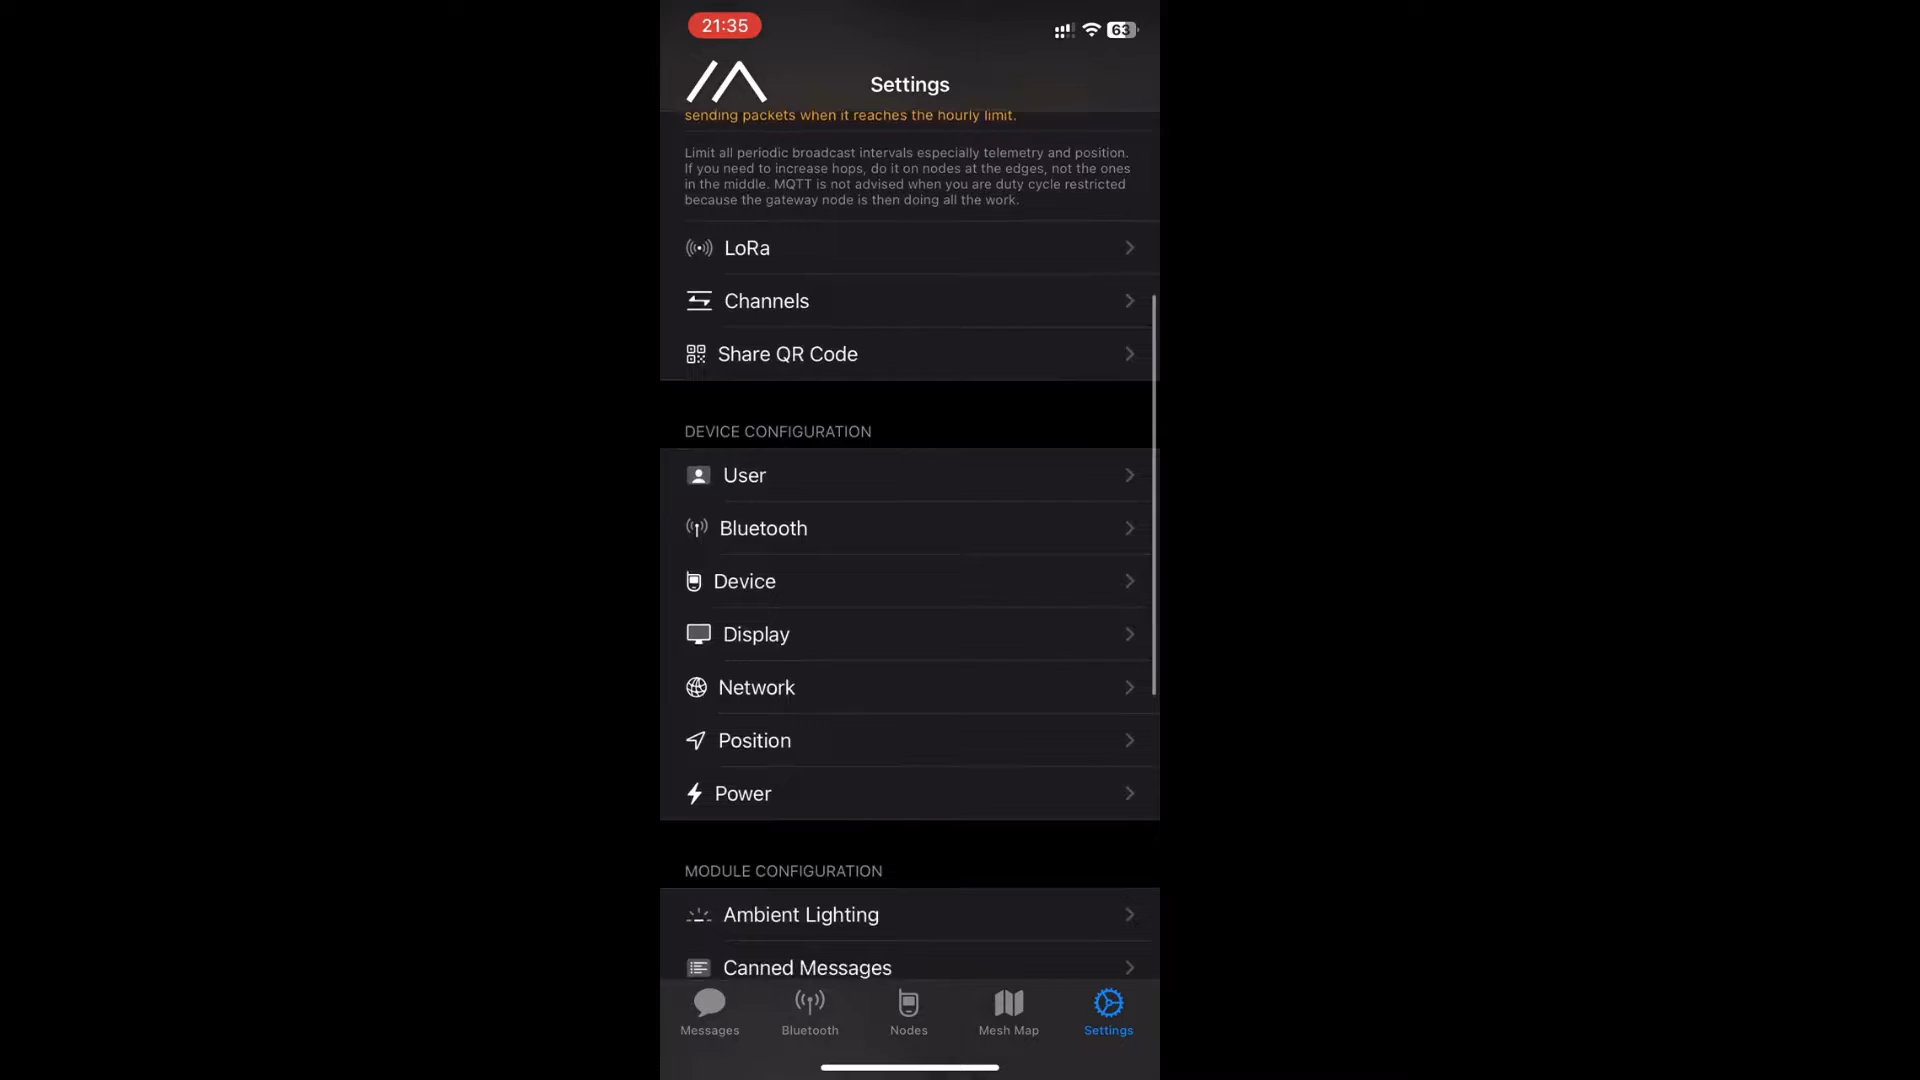 21:35
63
Settings
sending packets when it reaches the hourly limit.
Limit all periodic broadcast intervals especially telemetry and position.
If you need to increase hops, do it on nodes at the edges, not the ones
in the middle. MQTT is not advised when you are duty cycle restricted
because the gateway node is then doing all the work.
LoRa
Channels
Share QR Code
DEVICE CONFIGURATION
User
Bluetooth
Device
Display
Network
Position
Power
MODULE CONFIGURATION
Ambient Lighting
Canned Messages
Messages
Bluetooth
Nodes
Mesh Map
Settings